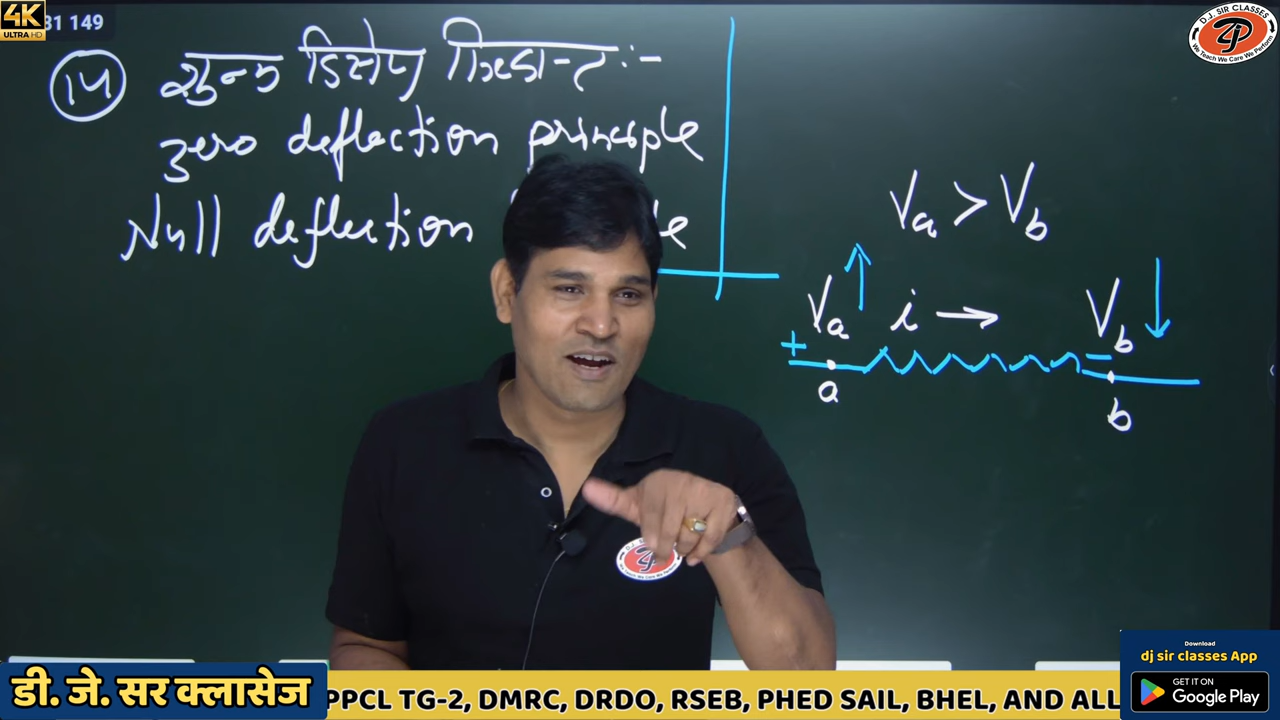 4K
ULTRA HD
31 149
D.J. SIR CLASSES
We Teach We Care We Perform
14 शुन्य विक्षेप सिद्धान्त :-
zero deflection principle
Null deflection
Va > Vb
Va i → Vb
+ −
a b
डी. जे. सर क्लासेज
PPCL TG-2, DMRC, DRDO, RSEB, PHED SAIL, BHEL, AND ALL
Download
dj sir classes App
GET IT ON
Google Play